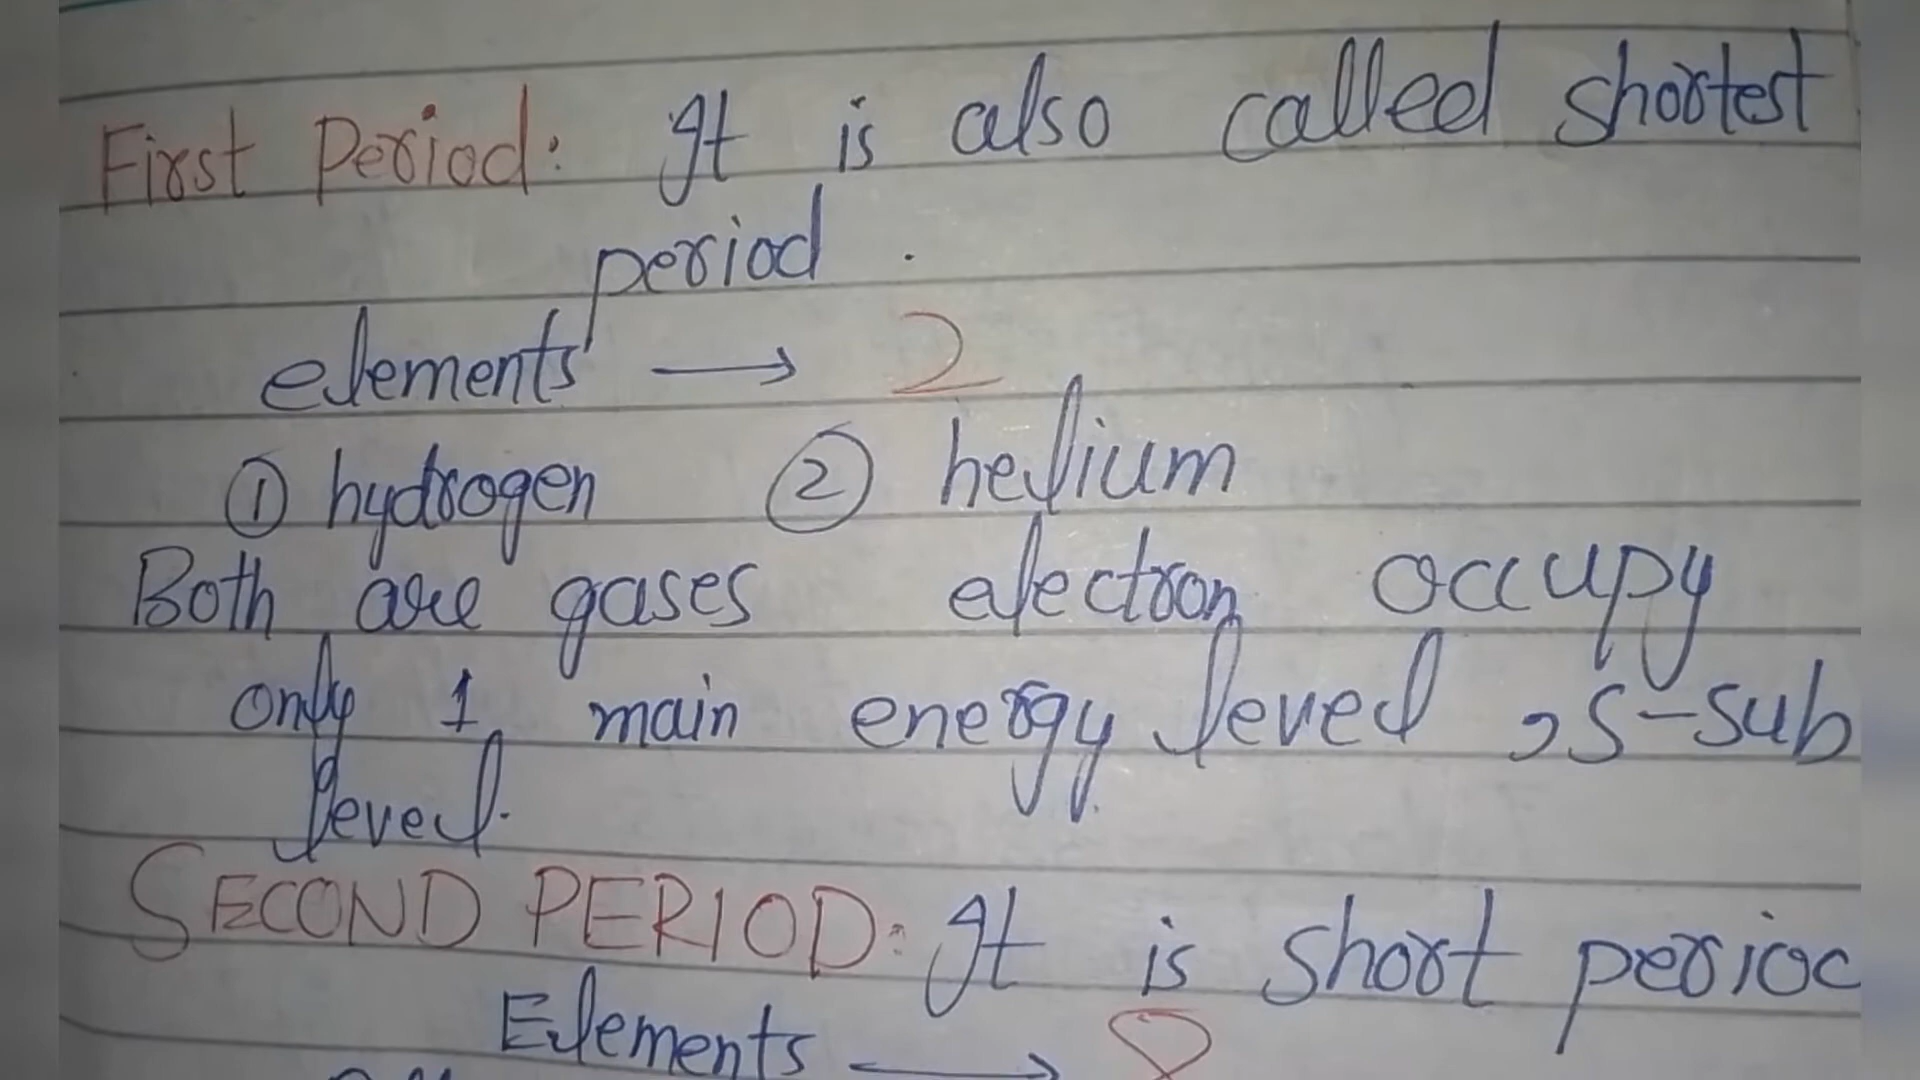 First Period: It is also called shortest
period .
elements → 2
① hydrogen ② helium
Both are gases electron occupy
only 1 main energy level , s-sub
level.
SECOND PERIOD: It is short perioc
Elements → 8